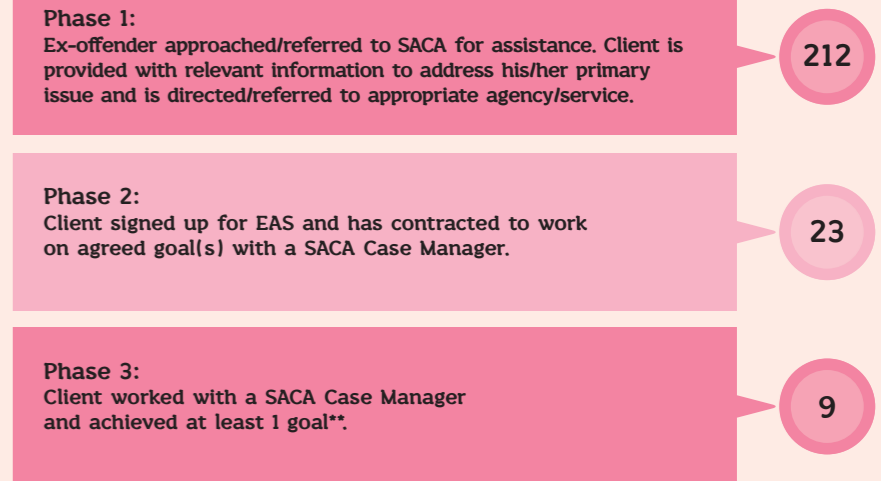 Phase 1:
Ex-offender approached/referred to SACA for assistance. Client is
provided with relevant information to address his/her primary
issue and is directed/referred to appropriate agency/service.
212
Phase 2:
Client signed up for EAS and has contracted to work
on agreed goal(s) with a SACA Case Manager.
23
Phase 3:
Client worked with a SACA Case Manager
and achieved at least 1 goal**.
9